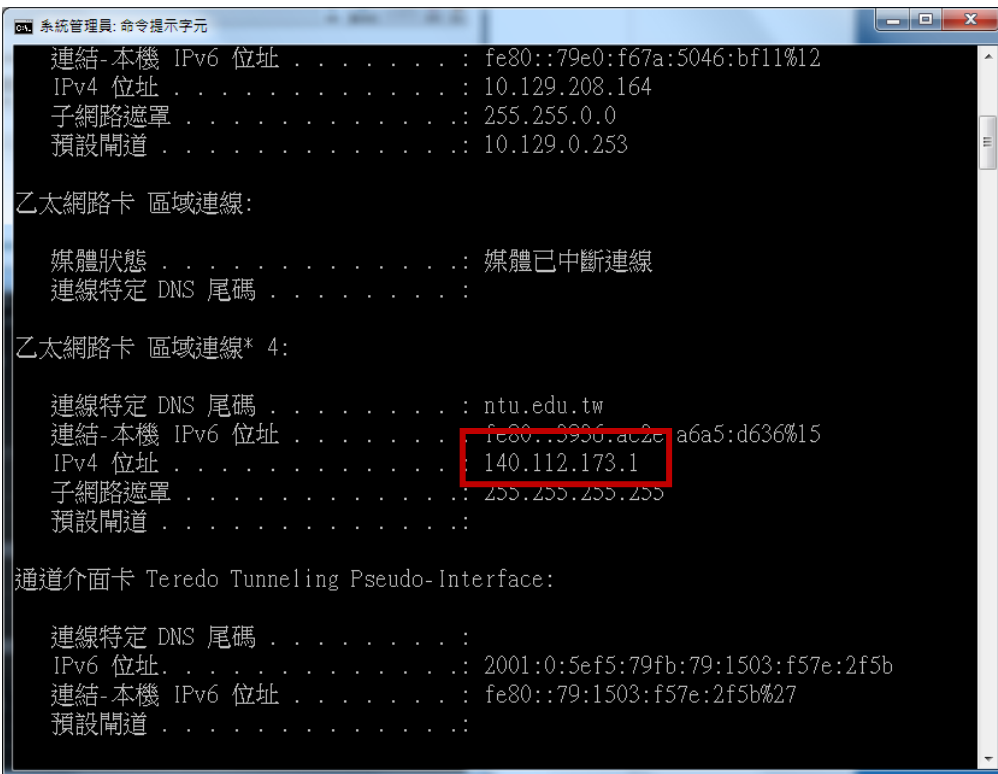 系統管理員: 命令提示字元
連結-本機 IPv6 位址 . . . . . . . . : fe80::79e0:f67a:5046:bf11%12
IPv4 位址 . . . . . . . . . . . . . : 10.129.208.164
子網路遮罩 . . . . . . . . . . . . .: 255.255.0.0
預設閘道 . . . . . . . . . . . . . .: 10.129.0.253
乙太網路卡 區域連線:
媒體狀態 . . . . . . . . . . . . . .: 媒體已中斷連線
連線特定 DNS 尾碼 . . . . . . . . . :
乙太網路卡 區域連線* 4:
連線特定 DNS 尾碼 . . . . . . . . . : ntu.edu.tw
連結-本機 IPv6 位址 . . . . . . . . : fe80::3936:ac2e:a6a5:d636%15
IPv4 位址 . . . . . . . . . . . . . : 140.112.173.1
子網路遮罩 . . . . . . . . . . . . .: 255.255.255.255
預設閘道 . . . . . . . . . . . . . .:
通道介面卡 Teredo Tunneling Pseudo-Interface:
連線特定 DNS 尾碼 . . . . . . . . . :
IPv6 位址. . . . . . . . . . . . . .: 2001:0:5ef5:79fb:79:1503:f57e:2f5b
連結-本機 IPv6 位址 . . . . . . . . : fe80::79:1503:f57e:2f5b%27
預設閘道 . . . . . . . . . . . . . .: